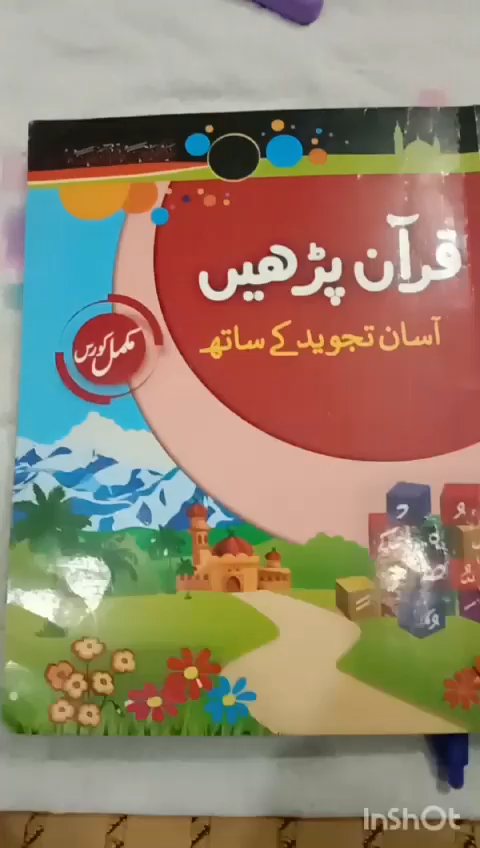 قرآن پڑھیں
آسان تجوید کے ساتھ
مکمل کورس
InShOt